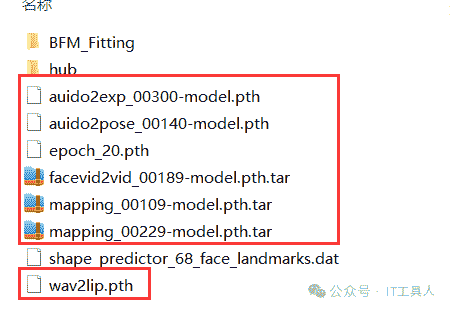 名称
BFM_Fitting
hub
auido2exp_00300-model.pth
auido2pose_00140-model.pth
epoch_20.pth
facevid2vid_00189-model.pth.tar
mapping_00109-model.pth.tar
mapping_00229-model.pth.tar
shape_predictor_68_face_landmarks.dat
wav2lip.pth
公众号 · IT工具人